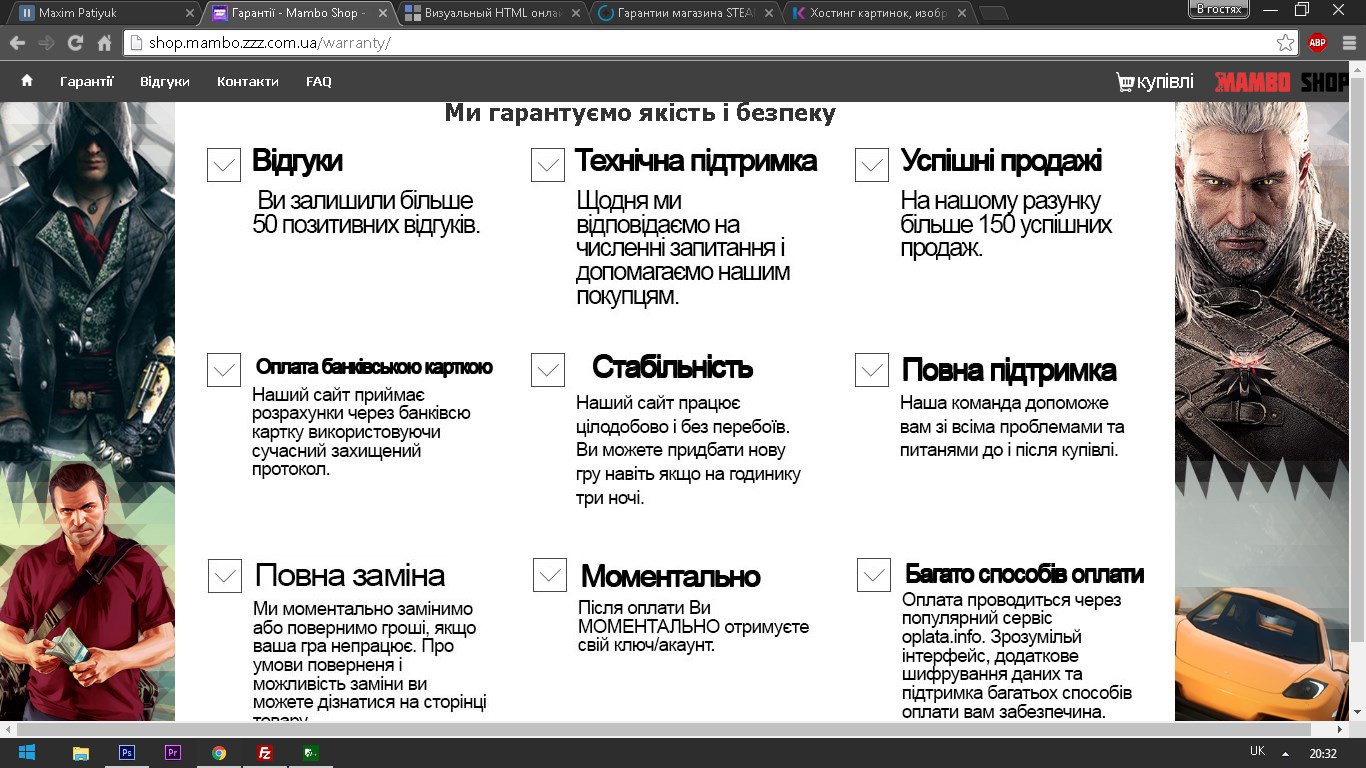 Maxim Patiyuk
Гарантії - Mambo Shop -
Визуальный HTML онла
Гарантии магазина STEA
Хостинг картинок, изобр
В гостях
shop.mambo.zzz.com.ua/warranty/
ABP
Гарантії Відгуки Контакти FAQ
купівлі
MAMBO SHOP
Ми гарантуємо якість і безпеку
Відгуки
Ви залишили більше
50 позитивних відгуків.
Технічна підтримка
Щодня ми
відповідаємо на
численні запитання і
допомагаємо нашим
покупцям.
Успішні продажі
На нашому разунку
більше 150 успішних
продаж.
Оплата банківською карткою
Наший сайт приймає
розрахунки через банківсю
картку використовуючи
сучасний захищений
протокол.
Стабільність
Наший сайт працює
цілодобово і без перебоїв.
Ви можете придбати нову
гру навіть якщо на годинику
три ночі.
Повна підтримка
Наша команда допоможе
вам зі всіма проблемами та
питанями до і після купівлі.
Повна заміна
Ми моментально замінимо
або повернимо гроші, якщо
ваша гра непрацює. Про
умови поверненя і
можливість заміни ви
можете дізнатися на сторінці
товару
Моментально
Після оплати Ви
МОМЕНТАЛЬНО отримуєте
свій ключ/акаунт.
Багато способів оплати
Оплата проводиться через
популярний сервіс
oplata.info. Зрозумільй
інтерфейс, додаткове
шифрування даних та
підтримка багатьох способів
оплати вам забезпечина.
Ps
Pr
FZ
UK
20:32